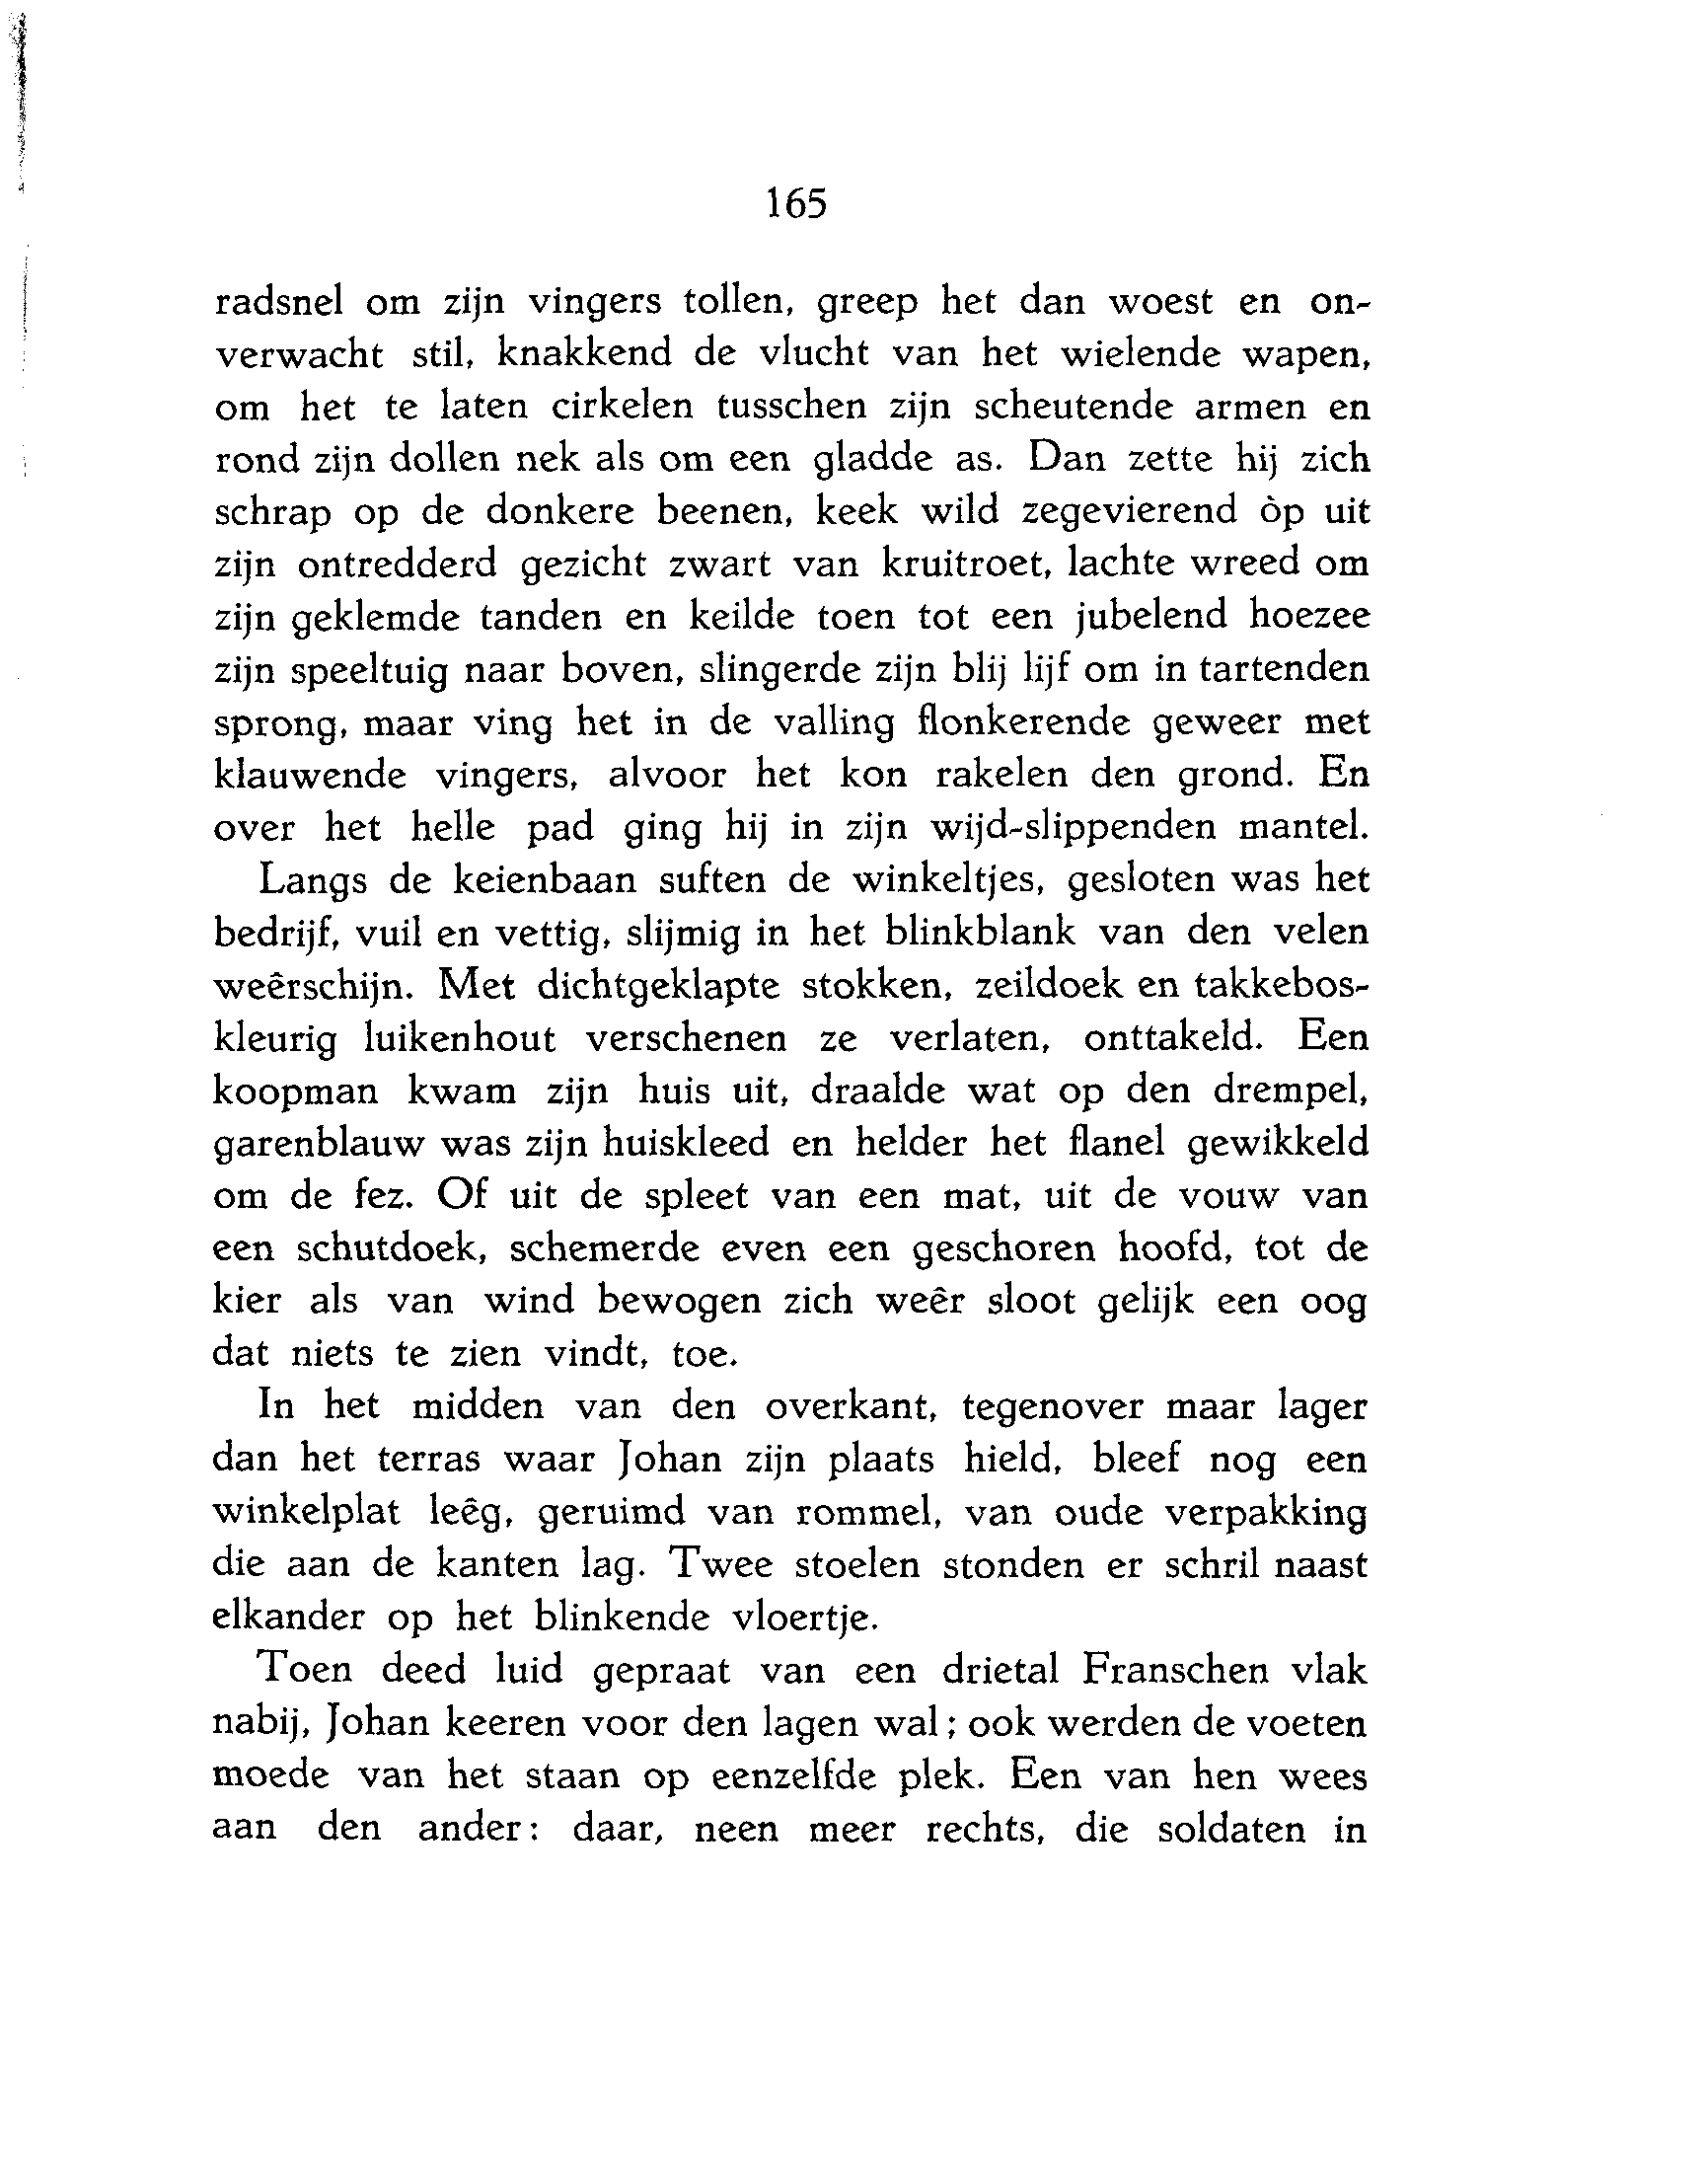 165
radsnel om zijn vingers tollen, greep het dan woest en on-
verwacht stil, knakkend de vlucht van het wielende wapen,
om het te laten cirkelen tusschen zijn scheutende armen en
rond zijn dollen nek als om een gladde as. Dan zette hij zich
schrap op de donkere beenen, keek wild zegevierend òp uit
zijn ontredderd gezicht zwart van kruitroet, lachte wreed om
zijn geklemde tanden en keilde toen tot een jubelend hoezee
zijn speeltuig naar boven, slingerde zijn blij lijf om in tartenden
sprong, maar ving het in de valling flonkerende geweer met
klauwende vingers, alvoor het kon rakelen den grond. En
over het helle pad ging hij in zijn wijd-slippenden mantel.
Langs de keienbaan suften de winkeltjes, gesloten was het
bedrijf, vuil en vettig, slijmig in het blinkblank van den velen
weêrschijn. Met dichtgeklapte stokken, zeildoek en takkebos-
kleurig luikenhout verschenen ze verlaten, onttakeld. Een
koopman kwam zijn huis uit, draalde wat op den drempel,
garenblauw was zijn huiskleed en helder het flanel gewikkeld
om de fez. Of uit de spleet van een mat, uit de vouw van
een schutdoek, schemerde even een geschoren hoofd, tot de
kier als van wind bewogen zich weêr sloot gelijk een oog
dat niets te zien vindt, toe.
In het midden van den overkant, tegenover maar lager
dan het terras waar Johan zijn plaats hield, bleef nog een
winkelplat leêg, geruimd van rommel, van oude verpakking
die aan de kanten lag. Twee stoelen stonden er schril naast
elkander op het blinkende vloertje.
Toen deed luid gepraat van een drietal Franschen vlak
nabij, Johan keeren voor den lagen wal; ook werden de voeten
moede van het staan op eenzelfde plek. Een van hen wees
aan den ander: daar, neen meer rechts, die soldaten in